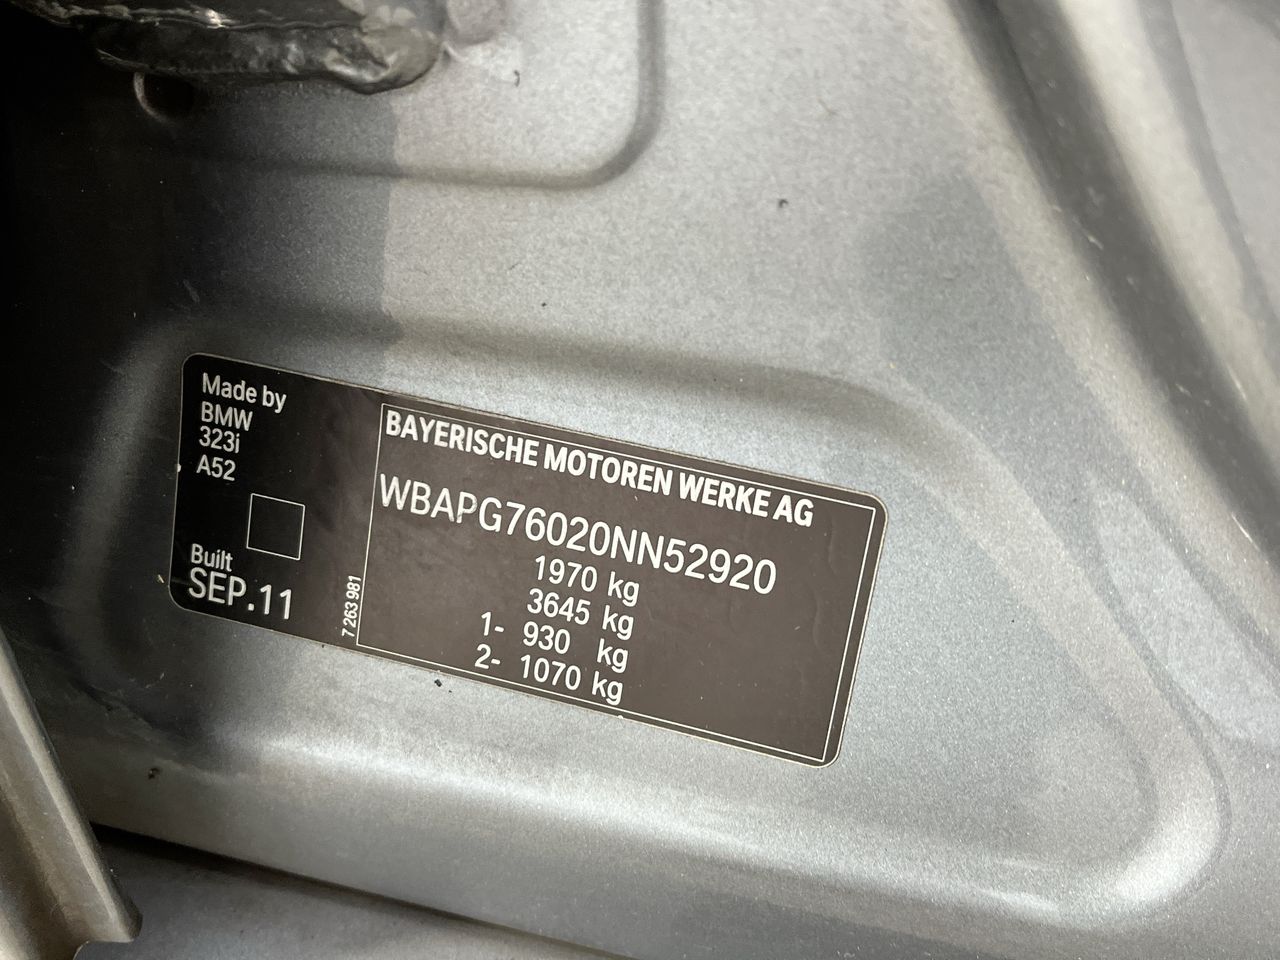 Made by
BMW
323i
A52
Built
SEP.11
7 263 981
BAYERISCHE MOTOREN WERKE AG
WBAPG76020NN52920
1970 kg
3645 kg
1- 930 kg
2- 1070 kg